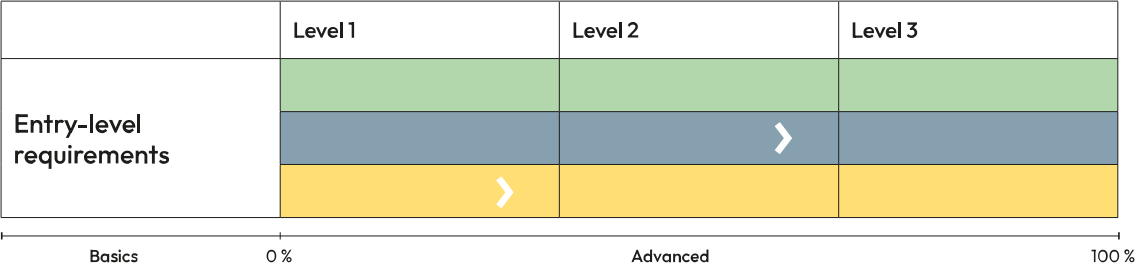 Level 1
Level 2
Level 3
Entry-level
requirements
Basics
0 %
Advanced
100 %